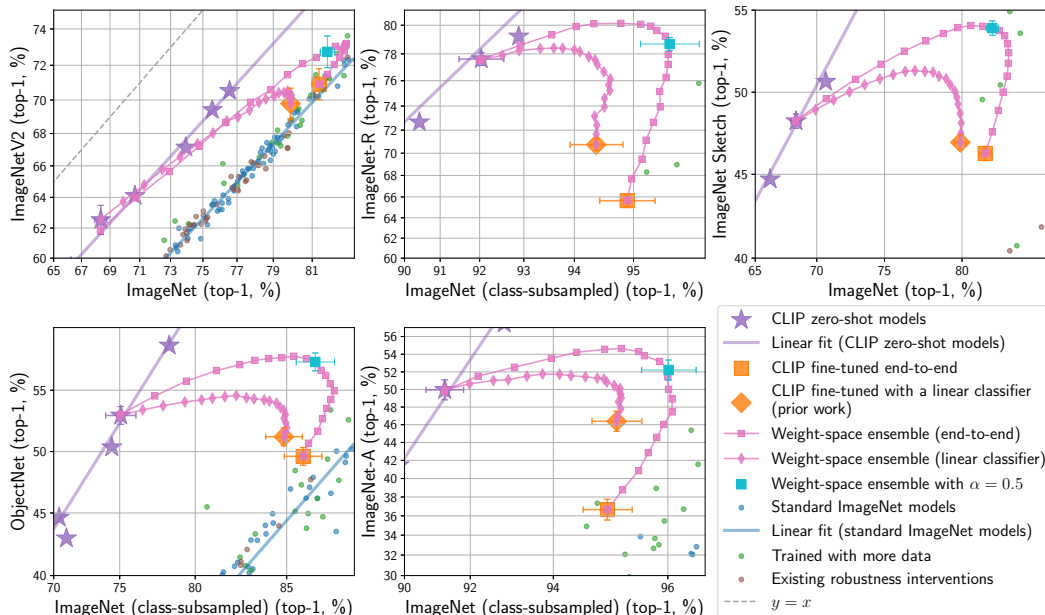 74
72
70
68
66
64
62
60
65
67
69
71
73
75
77
79
81
ImageNetV2 (top-1, %)
ImageNet (top-1, %)
81
80
78
76
74
72
70
68
66
64
62
60
90
91
92
93
94
95
ImageNet-R (top-1, %)
ImageNet (class-subsampled) (top-1, %)
55
50
45
40
65
70
80
ImageNet Sketch (top-1, %)
ImageNet (top-1, %)
55
50
45
40
70
75
80
85
ObjectNet (top-1, %)
ImageNet (class-subsampled) (top-1, %)
56
54
52
50
48
46
44
42
40
38
36
34
32
30
90
92
94
96
ImageNet-A (top-1, %)
ImageNet (class-subsampled) (top-1, %)
CLIP zero-shot models
Linear fit (CLIP zero-shot models)
CLIP fine-tuned end-to-end
CLIP fine-tuned with a linear classifier
(prior work)
Weight-space ensemble (end-to-end)
Weight-space ensemble (linear classifier)
Weight-space ensemble with α = 0.5
Standard ImageNet models
Linear fit (standard ImageNet models)
Trained with more data
Existing robustness interventions
y = x